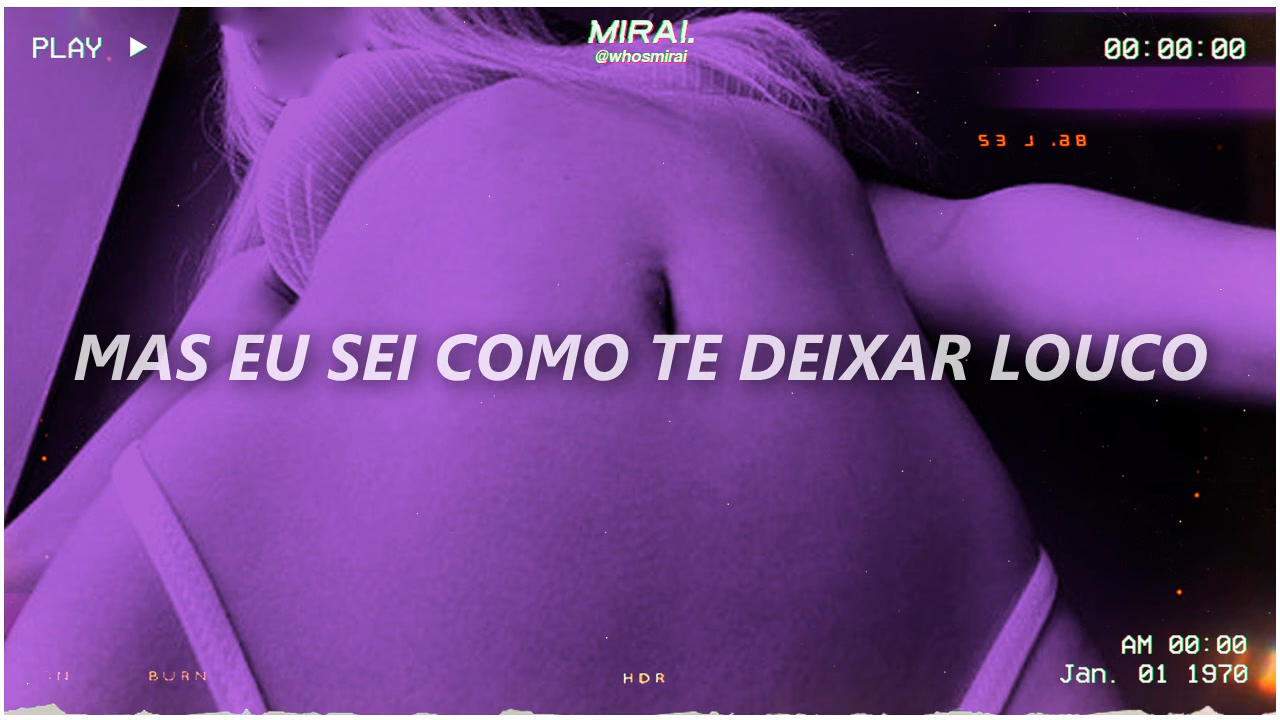 PLAY
MIRAI.
@whosmirai
00:00:00
MAS EU SEI COMO TE DEIXAR LOUCO
BURN
HDR
AM 00:00
Jan. 01 1970